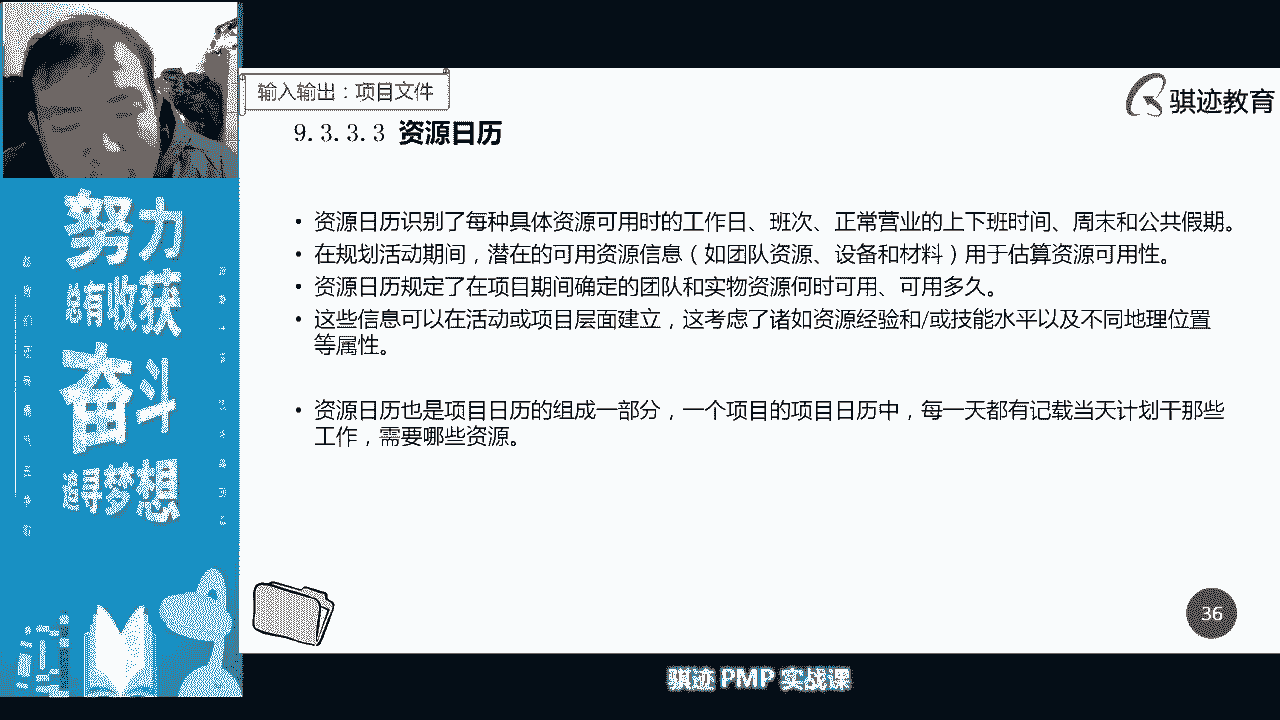 输入输出：项目文件
骐迹教育
9.3.3.3 资源日历
• 资源日历识别了每种具体资源可用时的工作日、班次、正常营业的上下班时间、周末和公共假期。
• 在规划活动期间，潜在的可用资源信息（如团队资源、设备和材料）用于估算资源可用性。
• 资源日历规定了在项目期间确定的团队和实物资源何时可用、可用多久。
• 这些信息可以在活动或项目层面建立，这考虑了诸如资源经验和/或技能水平以及不同地理位置
等属性。
• 资源日历也是项目日历的组成一部分，一个项目的项目日历中，每一天都有记载当天计划干那些
工作，需要哪些资源。
努力
总有收获
奋斗
追寻梦想
36
骐迹 PMP 实战课